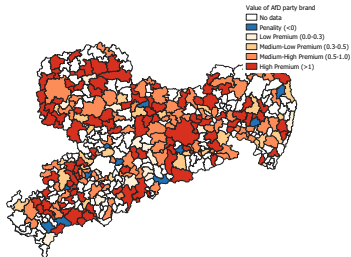 Value of AfD party brand
No data
Penality (<0)
Low Premium (0.0-0.3)
Medium-Low Premium (0.3-0.5)
Medium-High Premium (0.5-1.0)
High Premium (>1)